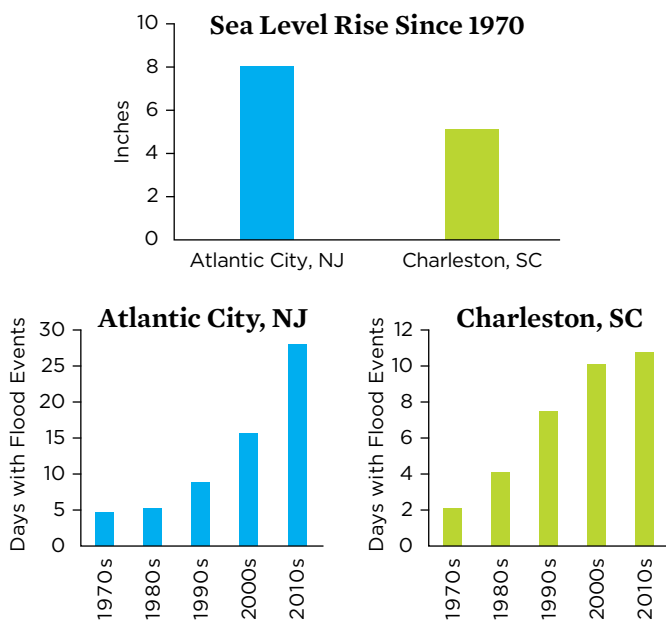 Sea Level Rise Since 1970
Inches
10
8
6
4
2
0
Atlantic City, NJ
Charleston, SC
Atlantic City, NJ
Days with Flood Events
30
25
15
10
5
0
1970s
1980s
1990s
2000s
2010s
Charleston, SC
Days with Flood Events
12
10
8
6
4
2
0
1970s
1980s
1990s
2000s
2010s